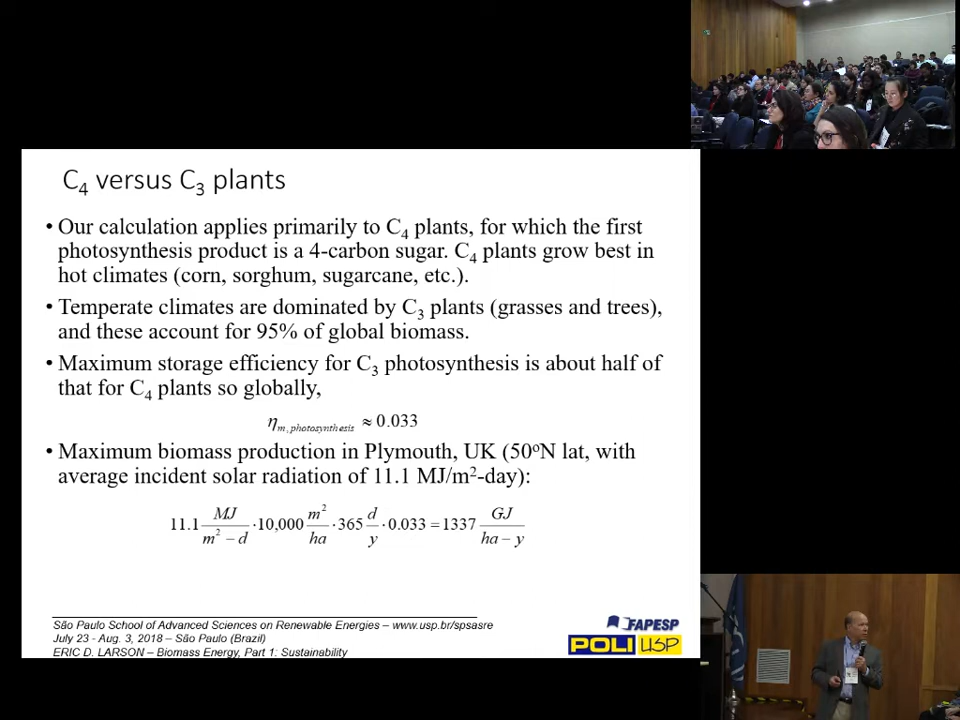 C₄ versus C₃ plants
• Our calculation applies primarily to C₄ plants, for which the first
photosynthesis product is a 4-carbon sugar. C₄ plants grow best in
hot climates (corn, sorghum, sugarcane, etc.).
• Temperate climates are dominated by C₃ plants (grasses and trees),
and these account for 95% of global biomass.
• Maximum storage efficiency for C₃ photosynthesis is about half of
that for C₄ plants so globally,
η m, photosynthesis ≈ 0.033
• Maximum biomass production in Plymouth, UK (50ºN lat, with
average incident solar radiation of 11.1 MJ/m²-day):
11.1 MJ/(m² – d) · 10,000 m²/ha · 365 d/y · 0.033 = 1337 GJ/(ha – y)
São Paulo School of Advanced Sciences on Renewable Energies – www.usp.br/spsasre
July 23 - Aug. 3, 2018 – São Paulo (Brazil)
ERIC D. LARSON – Biomass Energy, Part 1: Sustainability
FAPESP
POLI USP